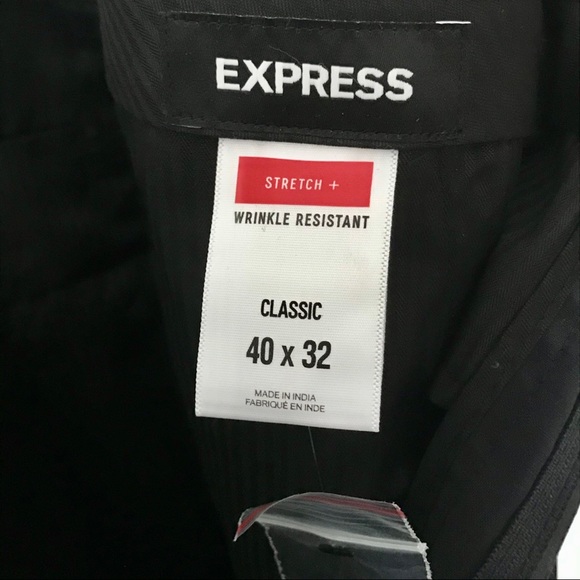 EXPRESS
STRETCH +
WRINKLE RESISTANT
CLASSIC
40 x 32
MADE IN INDIA
FABRIQUÉ EN INDE